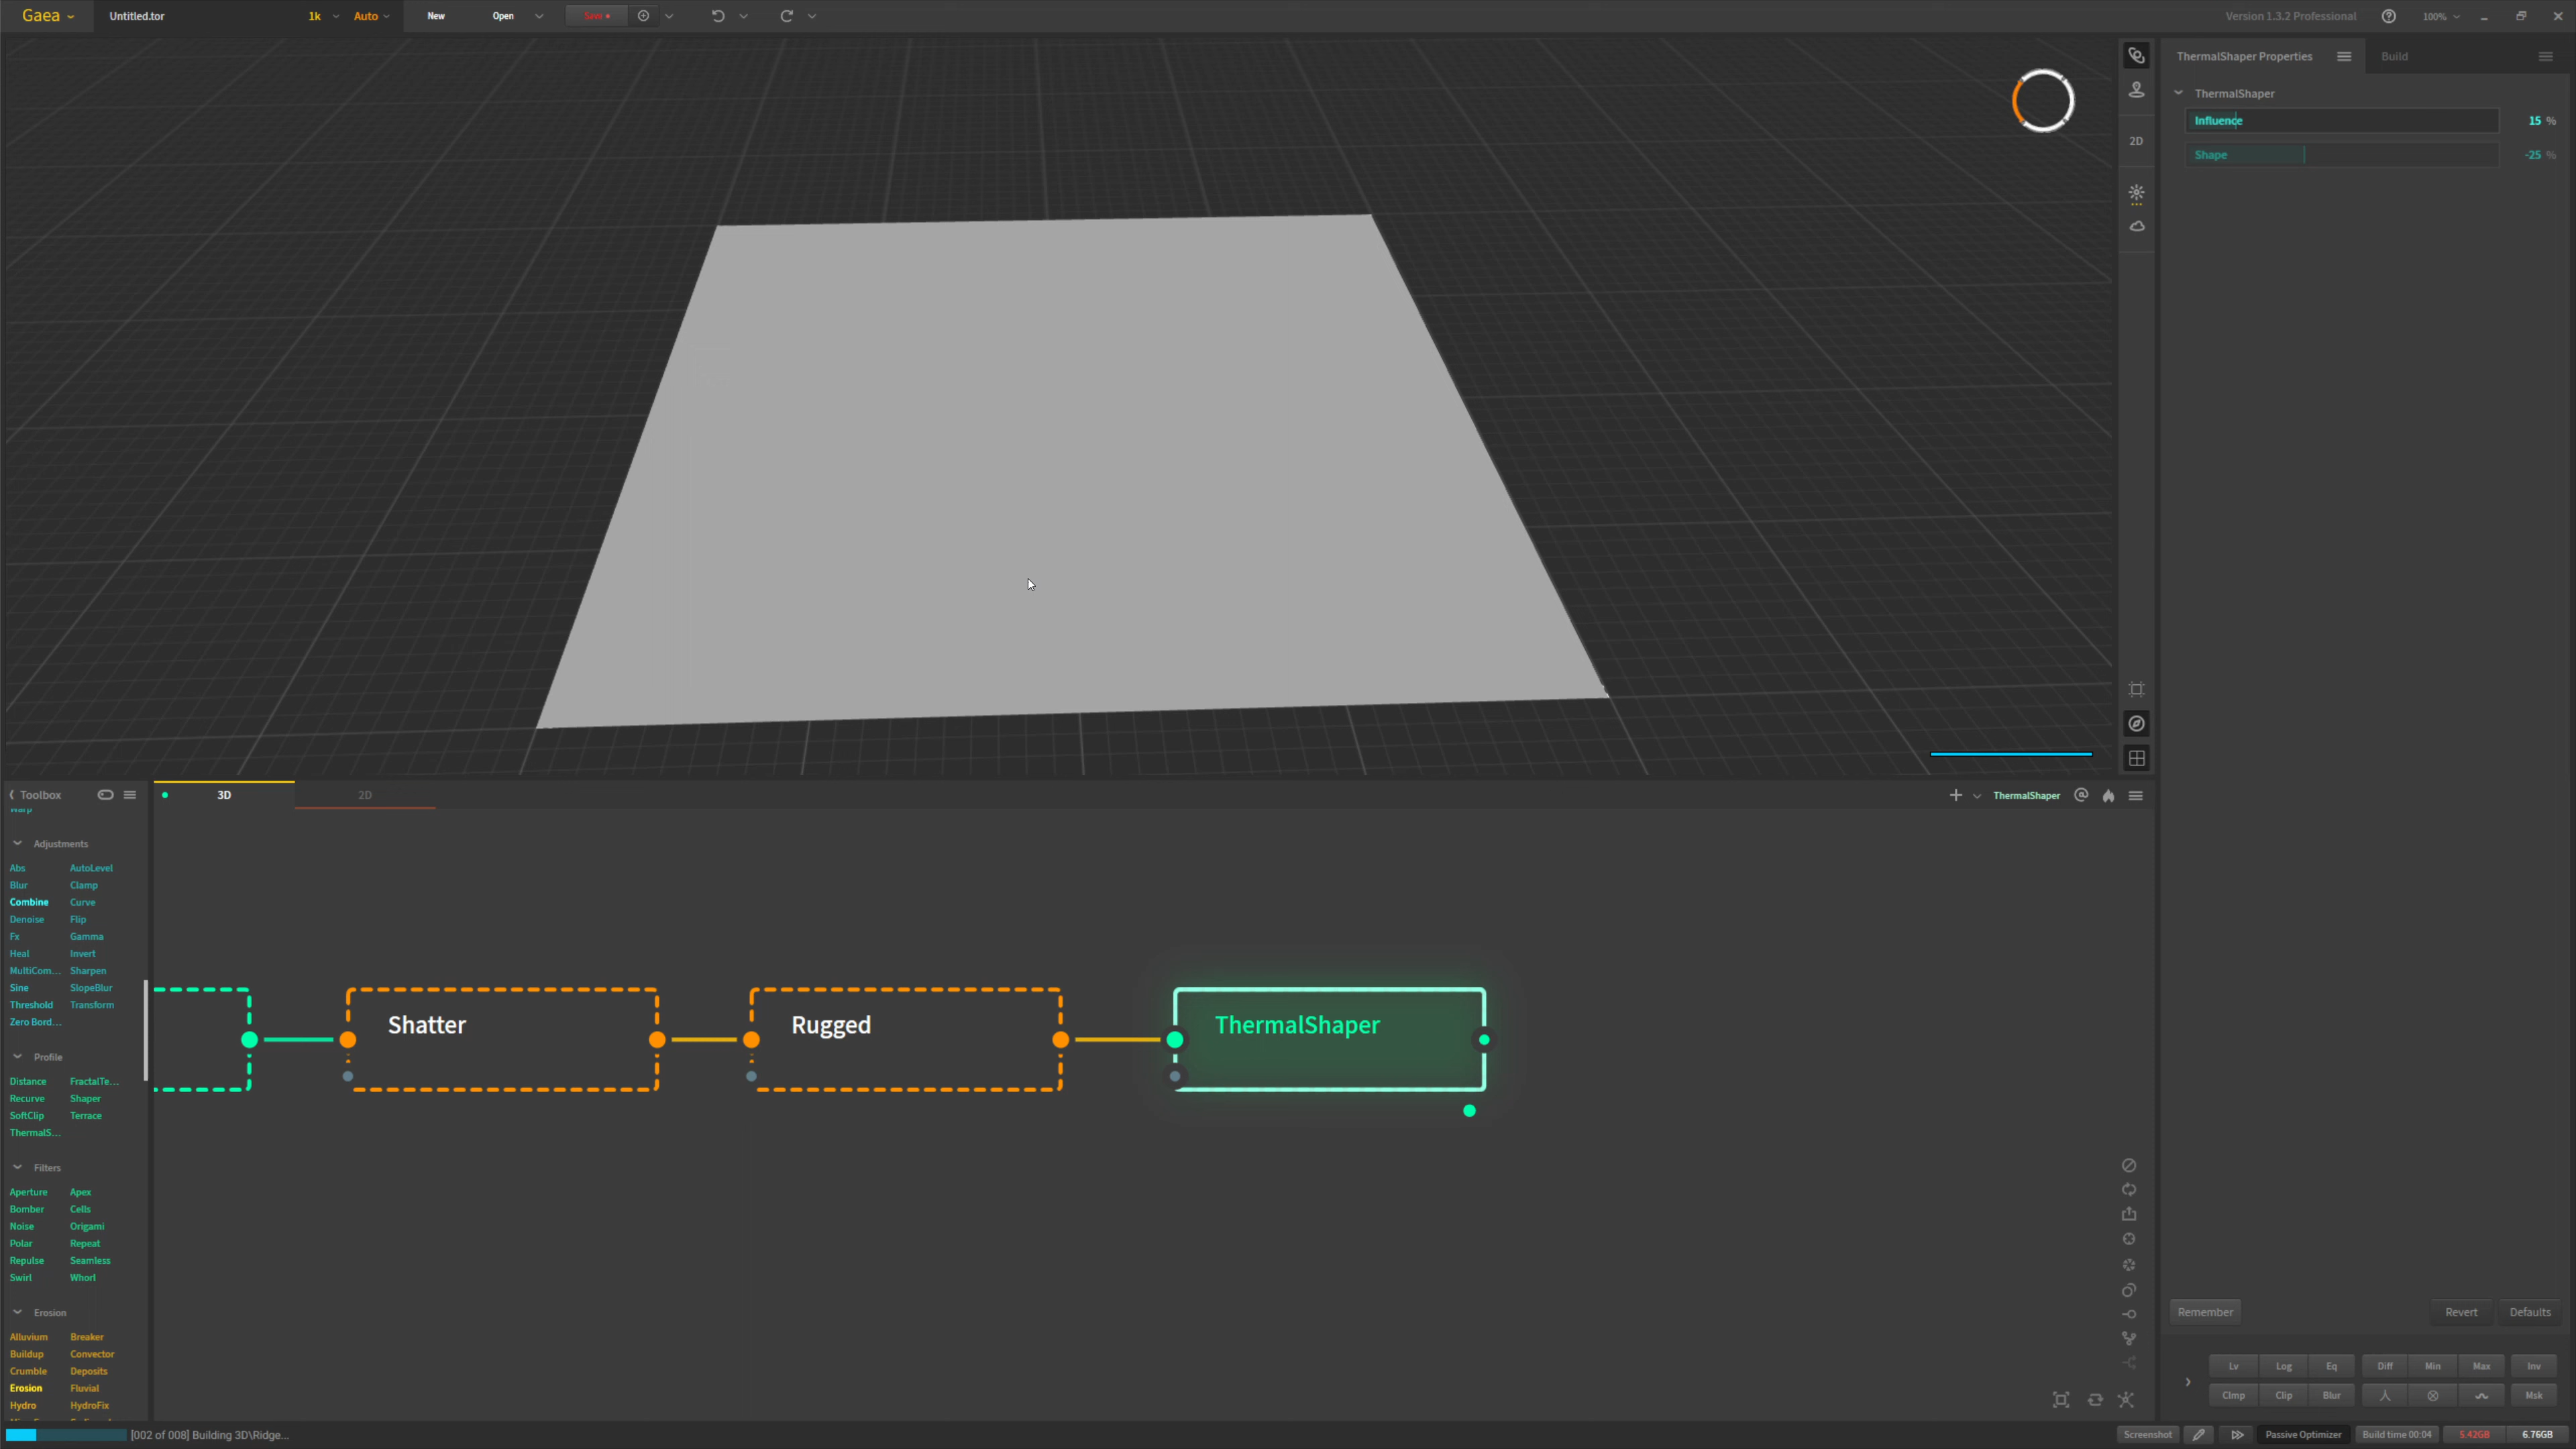 Gaea
Untitled.tor
1k
Auto
New
Open
Save
Version 1.3.2 Professional
100%
ThermalShaper Properties
Build
ThermalShaper
Influence 15 %
Shape -25 %
2D
Toolbox
3D
2D
ThermalShaper
Warp
Adjustments
Abs AutoLevel
Blur Clamp
Combine Curve
Denoise Flip
Fx Gamma
Heal Invert
MultiCom... Sharpen
Sine SlopeBlur
Threshold Transform
Zero Bord...
Profile
Distance FractalTe...
Recurve Shaper
SoftClip Terrace
ThermalS...
Filters
Aperture Apex
Bomber Cells
Noise Origami
Polar Repeat
Repulse Seamless
Swirl Whorl
Erosion
Alluvium Breaker
Buildup Convector
Crumble Deposits
Erosion Fluvial
Hydro HydroFix
Shatter
Rugged
ThermalShaper
Remember
Revert
Defaults
Lv Log Eq Diff Min Max Inv
Clmp Clip Blur Msk
[002 of 008] Building 3D\Ridge...
Screenshot
Passive Optimizer
Build time 00:04
5.42GB
6.76GB